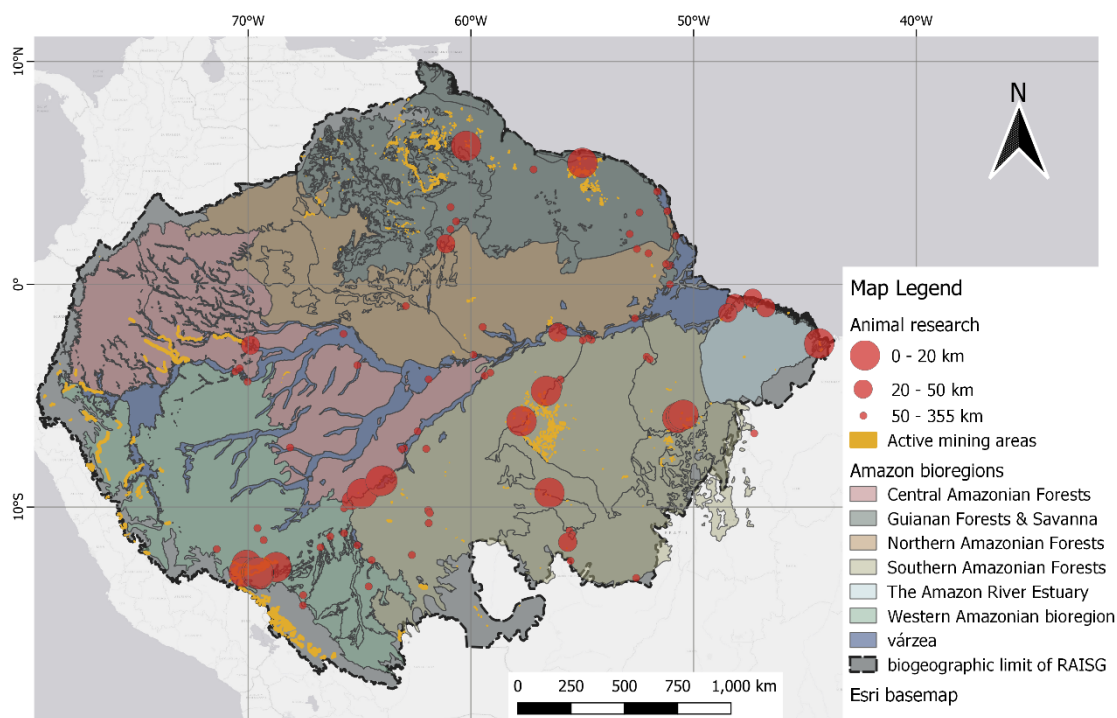 70°W 60°W 50°W 40°W
10°N
N
0°
10°S
Map Legend
Animal research
0 - 20 km
20 - 50 km
50 - 355 km
Active mining areas
Amazon bioregions
Central Amazonian Forests
Guianan Forests & Savanna
Northern Amazonian Forests
Southern Amazonian Forests
The Amazon River Estuary
Western Amazonian bioregion
várzea
biogeographic limit of RAISG
Esri basemap
0 250 500 750 1,000 km